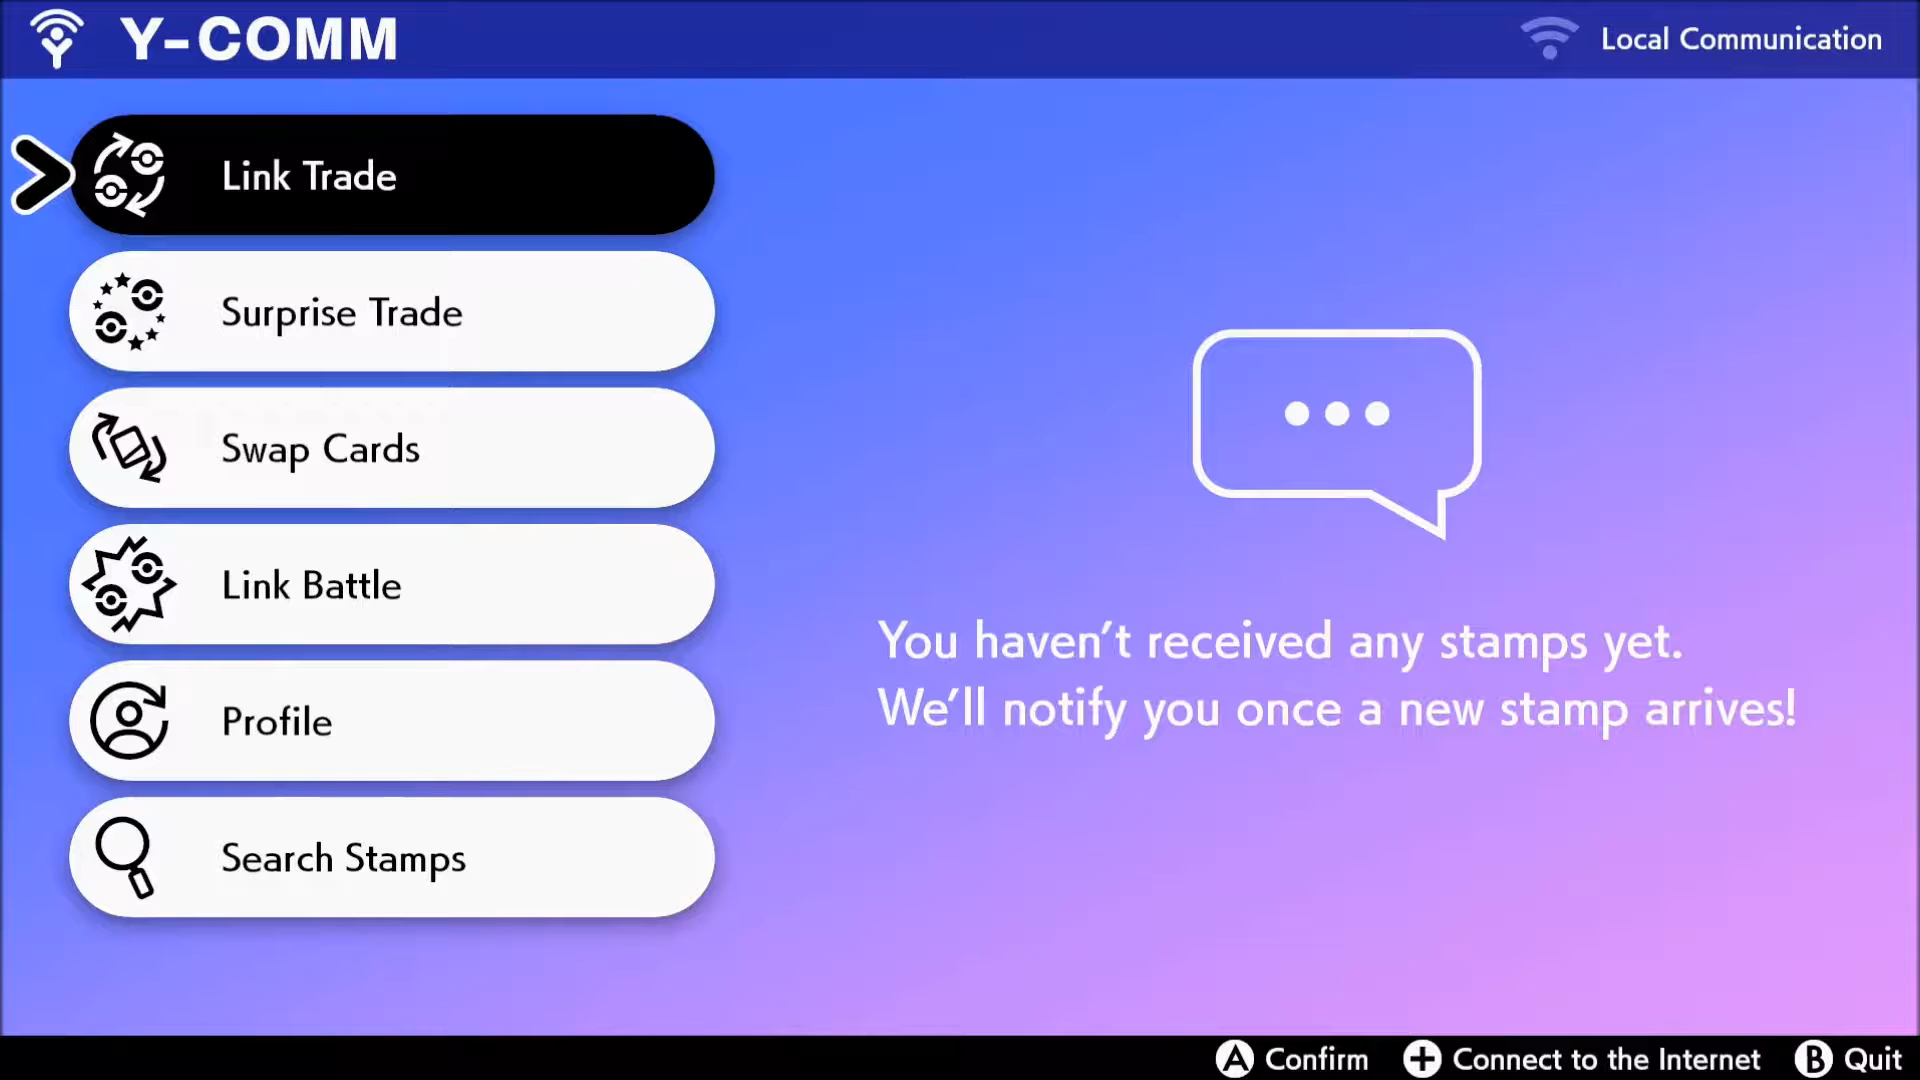 Y-COMM
Local Communication
Link Trade
Surprise Trade
Swap Cards
Link Battle
Profile
Search Stamps
You haven't received any stamps yet.
We'll notify you once a new stamp arrives!
A Confirm + Connect to the Internet B Quit